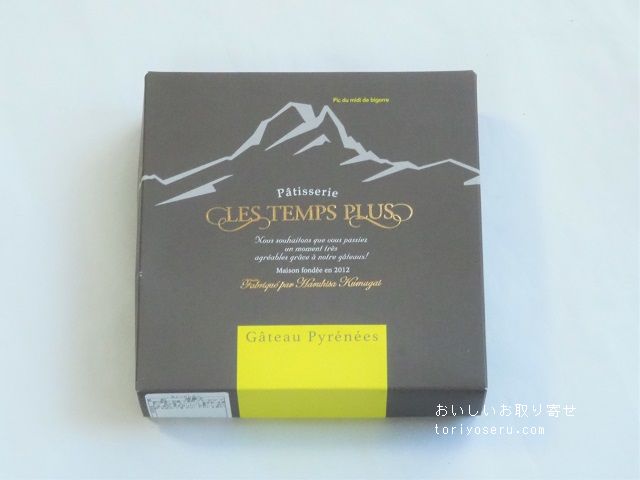 Pic du midi de bigorre
Pâtisserie
LES TEMPS PLUS
Nous souhaitons que vous passiez
un moment très
agréables grâce à notre gâteaux!
Maison fondée en 2012
Fabriqué par Haruhisa Kumagai
Gâteau Pyrénées
おいしいお取り寄せ
toriyoseru.com